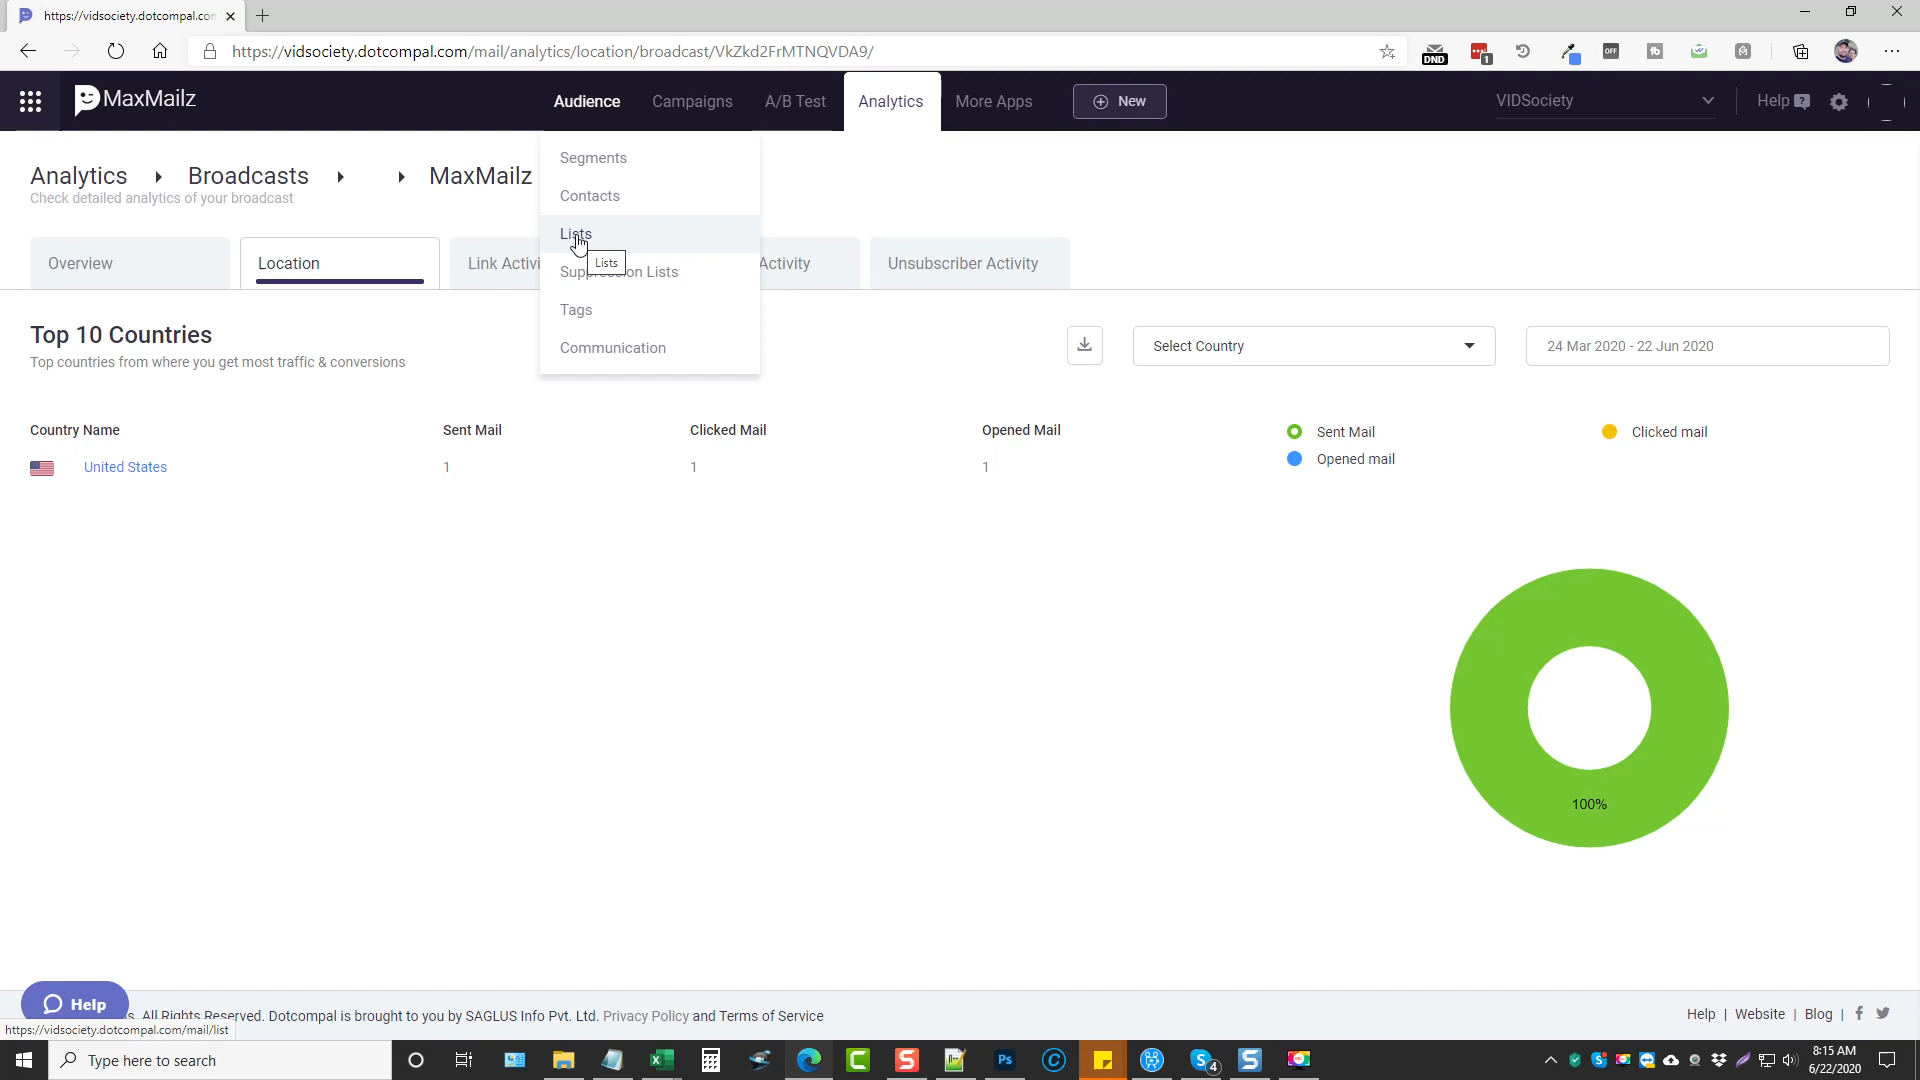 https://vidsociety.dotcompal.com
https://vidsociety.dotcompal.com/mail/analytics/location/broadcast/VkZkd2FrMTNQVDA9/
DND
1
OFF
MaxMailz
Audience
Campaigns
A/B Test
Analytics
More Apps
New
VIDSociety
Help
Segments
Contacts
Lists
Lists
Suppression Lists
Tags
Communication
Analytics
Broadcasts
MaxMailz
Check detailed analytics of your broadcast
Overview
Location
Link Activi
Activity
Unsubscriber Activity
Top 10 Countries
Top countries from where you get most traffic & conversions
Select Country
24 Mar 2020 - 22 Jun 2020
Country Name
Sent Mail
Clicked Mail
Opened Mail
United States
1
1
1
Sent Mail
Clicked mail
Opened mail
100%
Help
s. All Rights Reserved. Dotcompal is brought to you by SAGLUS Info Pvt. Ltd. Privacy Policy and Terms of Service
Help | Website | Blog |
https://vidsociety.dotcompal.com/mail/list
Type here to search
Ps
4
8:15 AM
6/22/2020